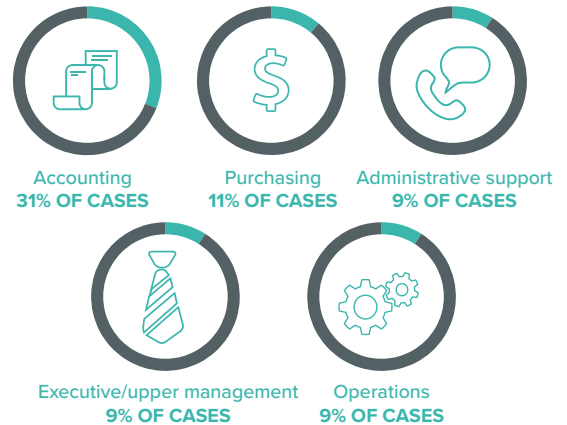 Accounting
31% OF CASES
Purchasing
11% OF CASES
Administrative support
9% OF CASES
Executive/upper management
9% OF CASES
Operations
9% OF CASES